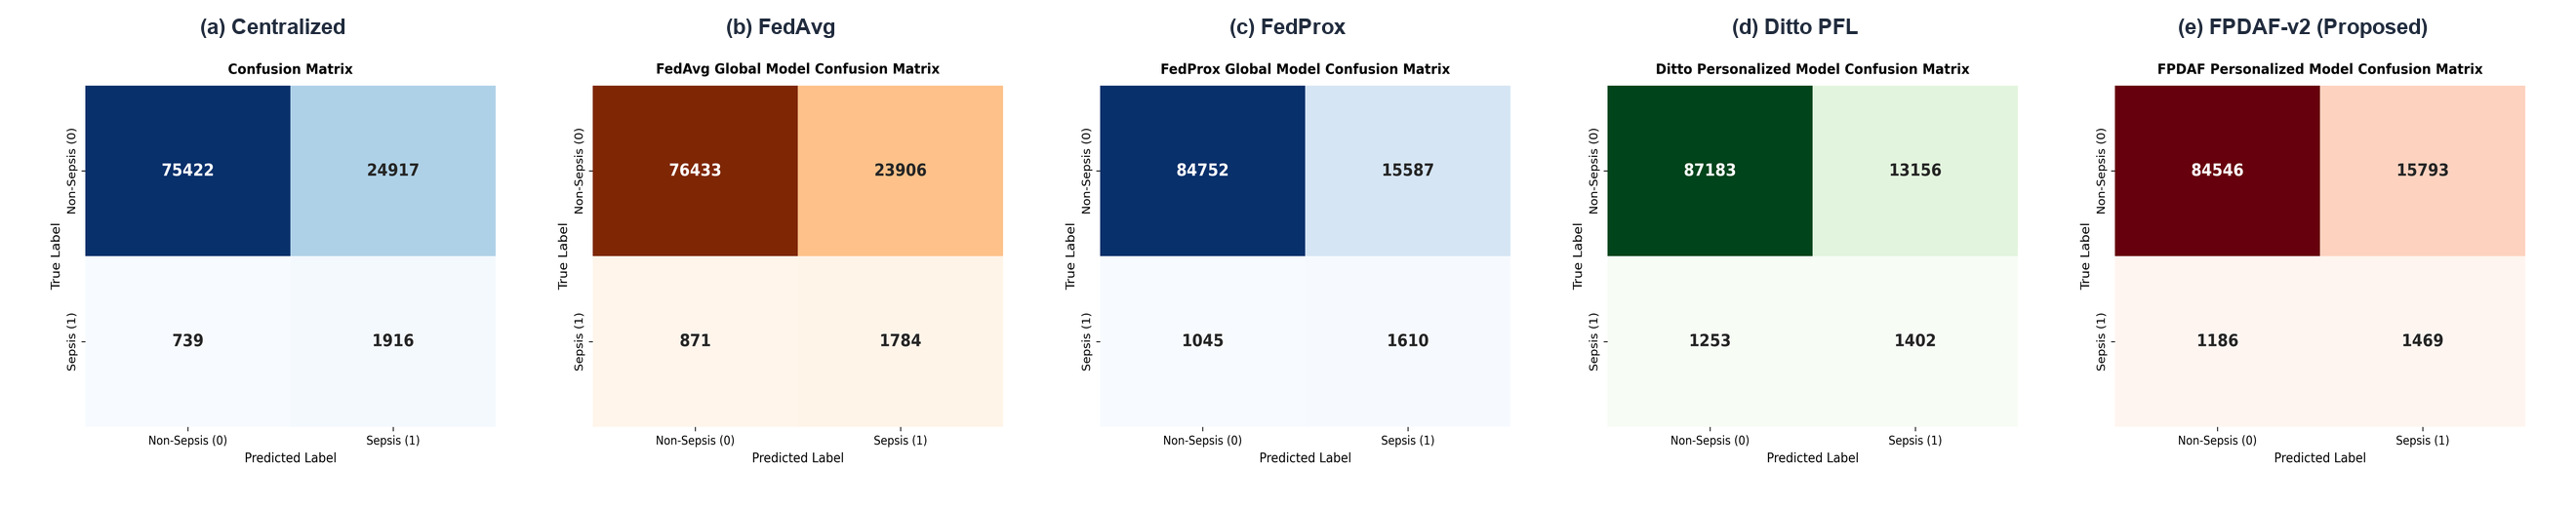 (a) Centralized
Confusion Matrix
True Label
Non-Sepsis (0)
75422 24917
Sepsis (1)
739 1916
Non-Sepsis (0) Sepsis (1)
Predicted Label
(b) FedAvg
FedAvg Global Model Confusion Matrix
True Label
Non-Sepsis (0)
76433 23906
Sepsis (1)
871 1784
Non-Sepsis (0) Sepsis (1)
Predicted Label
(c) FedProx
FedProx Global Model Confusion Matrix
True Label
Non-Sepsis (0)
84752 15587
Sepsis (1)
1045 1610
Non-Sepsis (0) Sepsis (1)
Predicted Label
(d) Ditto PFL
Ditto Personalized Model Confusion Matrix
True Label
Non-Sepsis (0)
87183 13156
Sepsis (1)
1253 1402
Non-Sepsis (0) Sepsis (1)
Predicted Label
(e) FPDAF-v2 (Proposed)
FPDAF Personalized Model Confusion Matrix
True Label
Non-Sepsis (0)
84546 15793
Sepsis (1)
1186 1469
Non-Sepsis (0) Sepsis (1)
Predicted Label